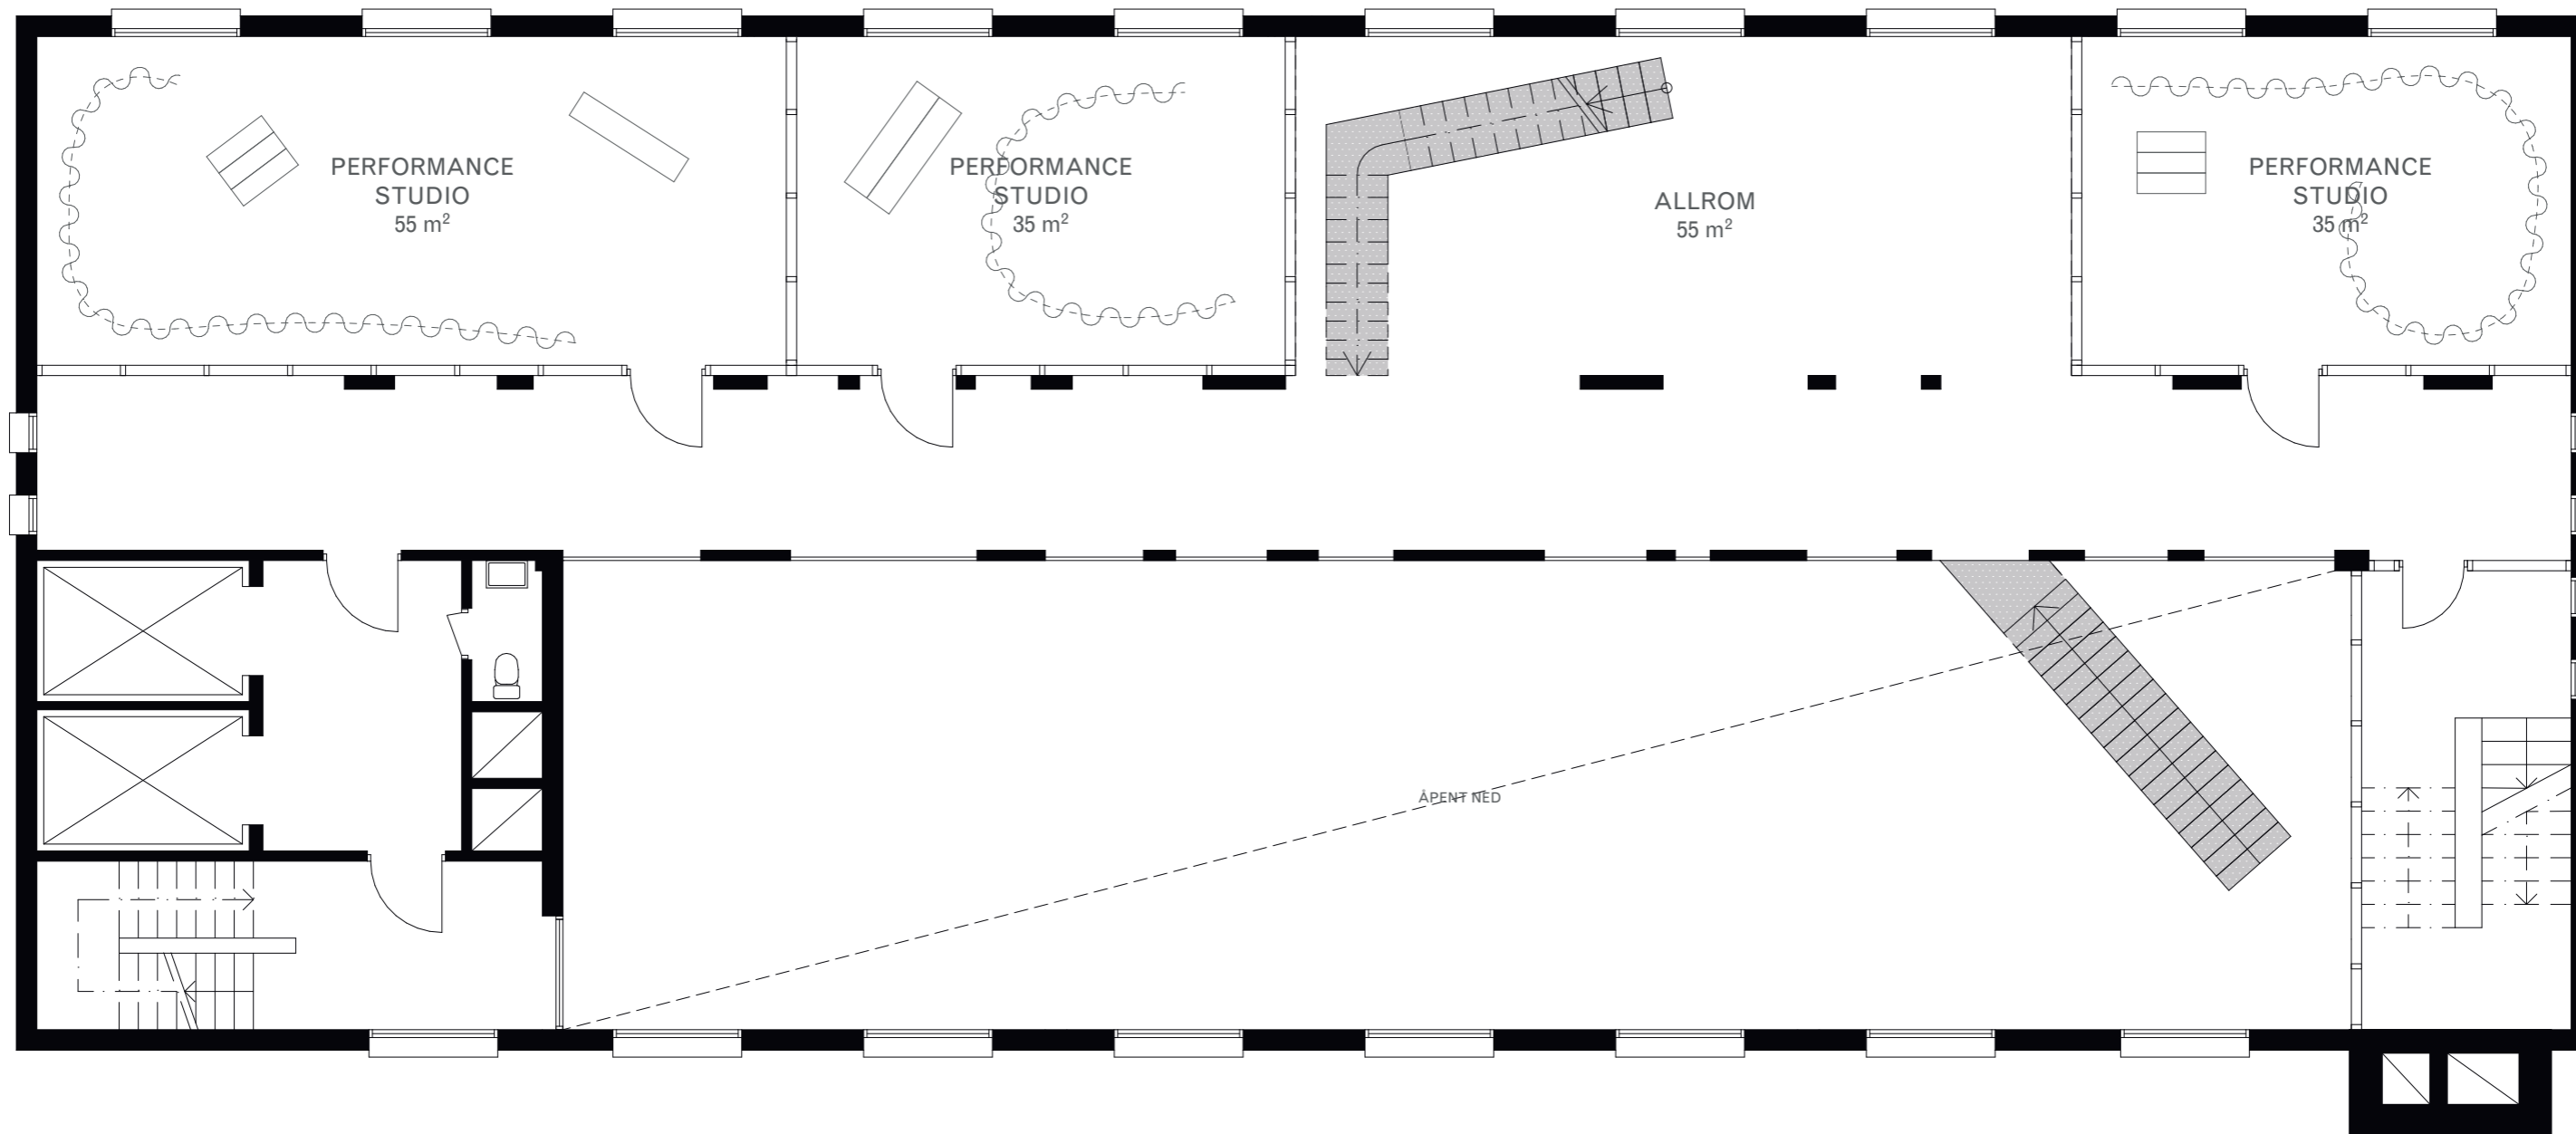 PERFORMANCE
STUDIO
55 m²
PERFORMANCE
STUDIO
35 m²
ALLROM
55 m²
PERFORMANCE
STUDIO
35 m²
ÅPENT NED